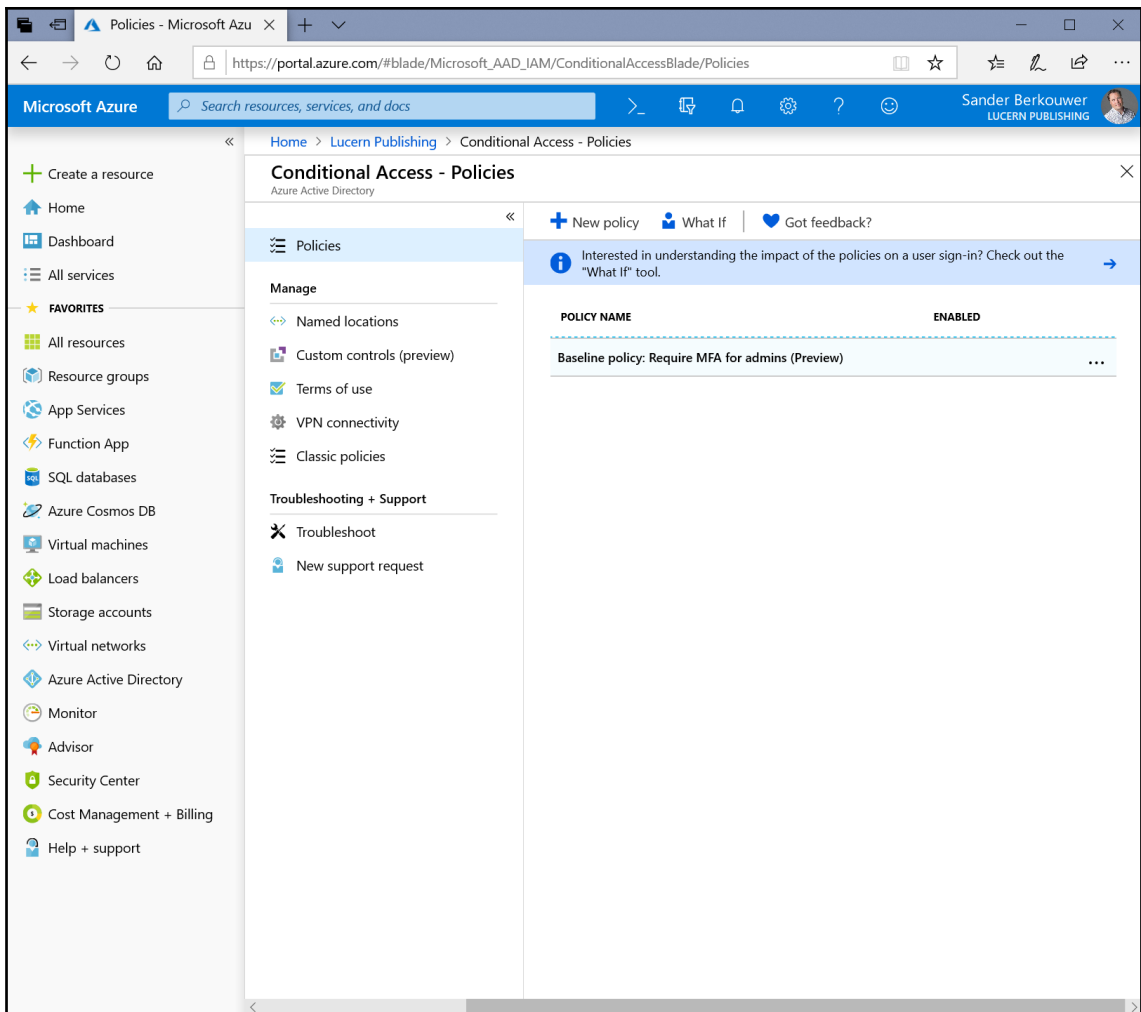 Policies - Microsoft Azu
https://portal.azure.com/#blade/Microsoft_AAD_IAM/ConditionalAccessBlade/Policies
Microsoft Azure
Search resources, services, and docs
Sander Berkouwer
LUCERN PUBLISHING
Home > Lucern Publishing > Conditional Access - Policies
Create a resource
Home
Dashboard
All services
FAVORITES
All resources
Resource groups
App Services
Function App
SQL databases
Azure Cosmos DB
Virtual machines
Load balancers
Storage accounts
Virtual networks
Azure Active Directory
Monitor
Advisor
Security Center
Cost Management + Billing
Help + support
Conditional Access - Policies
Azure Active Directory
Policies
Manage
Named locations
Custom controls (preview)
Terms of use
VPN connectivity
Classic policies
Troubleshooting + Support
Troubleshoot
New support request
New policy
What If
Got feedback?
Interested in understanding the impact of the policies on a user sign-in? Check out the
"What If" tool.
POLICY NAME ENABLED
Baseline policy: Require MFA for admins (Preview)